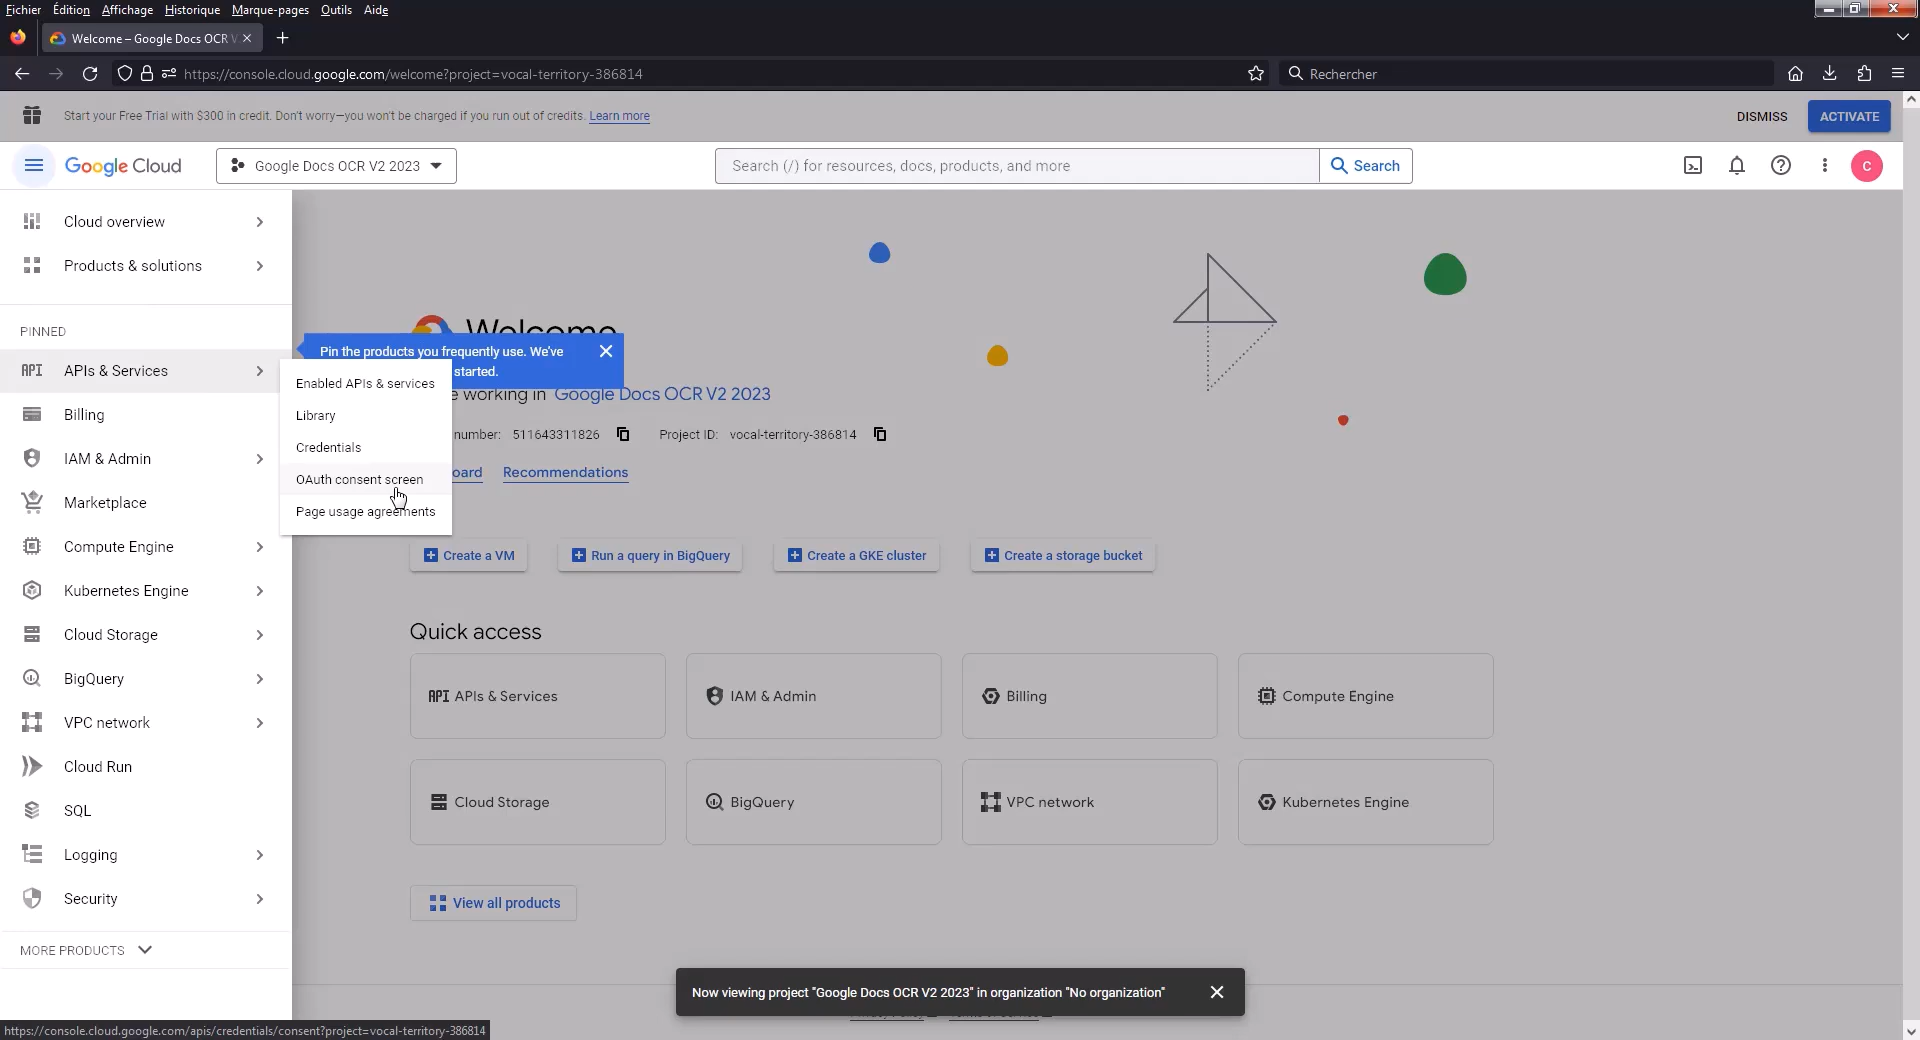 Fichier Édition Affichage Historique Marque-pages Outils Aide
Welcome – Google Docs OCR V
https://console.cloud.google.com/welcome?project=vocal-territory-386814
Rechercher
Start your Free Trial with $300 in credit. Don't worry—you won't be charged if you run out of credits. Learn more
DISMISS
ACTIVATE
Google Cloud
Google Docs OCR V2 2023
Search (/) for resources, docs, products, and more
Search
C
Cloud overview
Products & solutions
PINNED
API APIs & Services
Billing
IAM & Admin
Marketplace
Compute Engine
Kubernetes Engine
Cloud Storage
BigQuery
VPC network
Cloud Run
SQL
Logging
Security
MORE PRODUCTS
Welcome
Pin the products you frequently use. We've
started.
Enabled APIs & services
Library
Credentials
OAuth consent screen
Page usage agreements
working in Google Docs OCR V2 2023
number: 511643311826 Project ID: vocal-territory-386814
oard Recommendations
Create a VM
Run a query in BigQuery
Create a GKE cluster
Create a storage bucket
Quick access
API APIs & Services
IAM & Admin
Billing
Compute Engine
Cloud Storage
BigQuery
VPC network
Kubernetes Engine
View all products
Now viewing project "Google Docs OCR V2 2023" in organization "No organization"
https://console.cloud.google.com/apis/credentials/consent?project=vocal-territory-386814